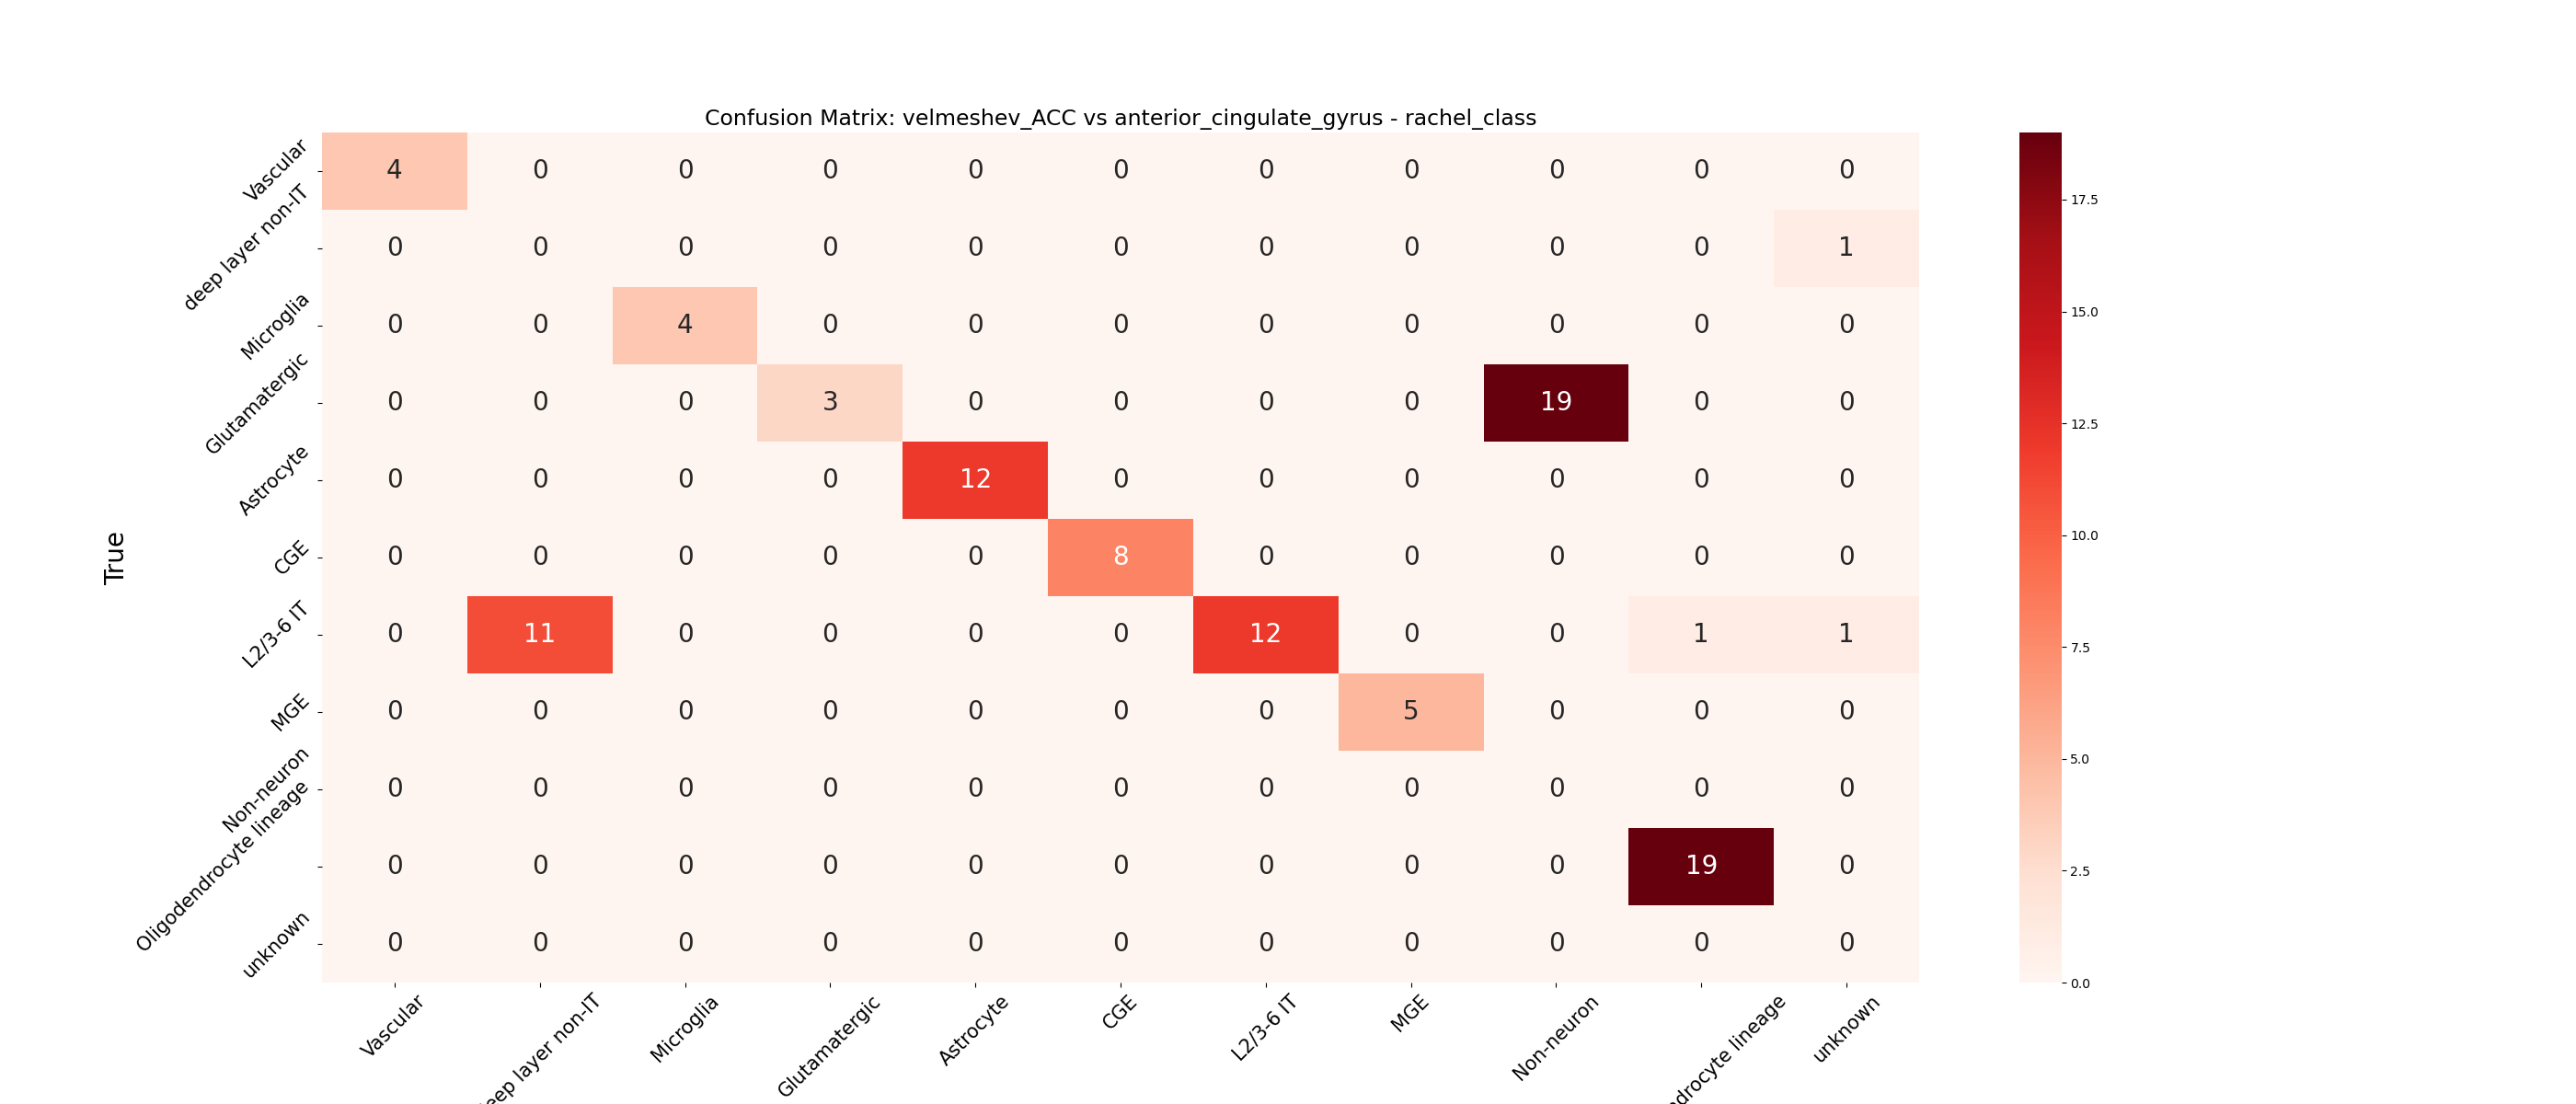 Confusion Matrix: velmeshev_ACC vs anterior_cingulate_gyrus - rachel_class
True
Vascular 4 0 0 0 0 0 0 0 0 0 0
deep layer non-IT 0 0 0 0 0 0 0 0 0 0 1
Microglia 0 0 4 0 0 0 0 0 0 0 0
Glutamatergic 0 0 0 3 0 0 0 0 19 0 0
Astrocyte 0 0 0 0 12 0 0 0 0 0 0
CGE 0 0 0 0 0 8 0 0 0 0 0
L2/3-6 IT 0 11 0 0 0 0 12 0 0 1 1
MGE 0 0 0 0 0 0 0 5 0 0 0
Non-neuron 0 0 0 0 0 0 0 0 0 0 0
Oligodendrocyte lineage 0 0 0 0 0 0 0 0 0 19 0
unknown 0 0 0 0 0 0 0 0 0 0 0
Vascular
layer non-IT
Microglia
Glutamatergic
Astrocyte
CGE
L2/3-6 IT
MGE
Non-neuron
lineage
unknown
17.5
15.0
12.5
10.0
7.5
5.0
2.5
0.0